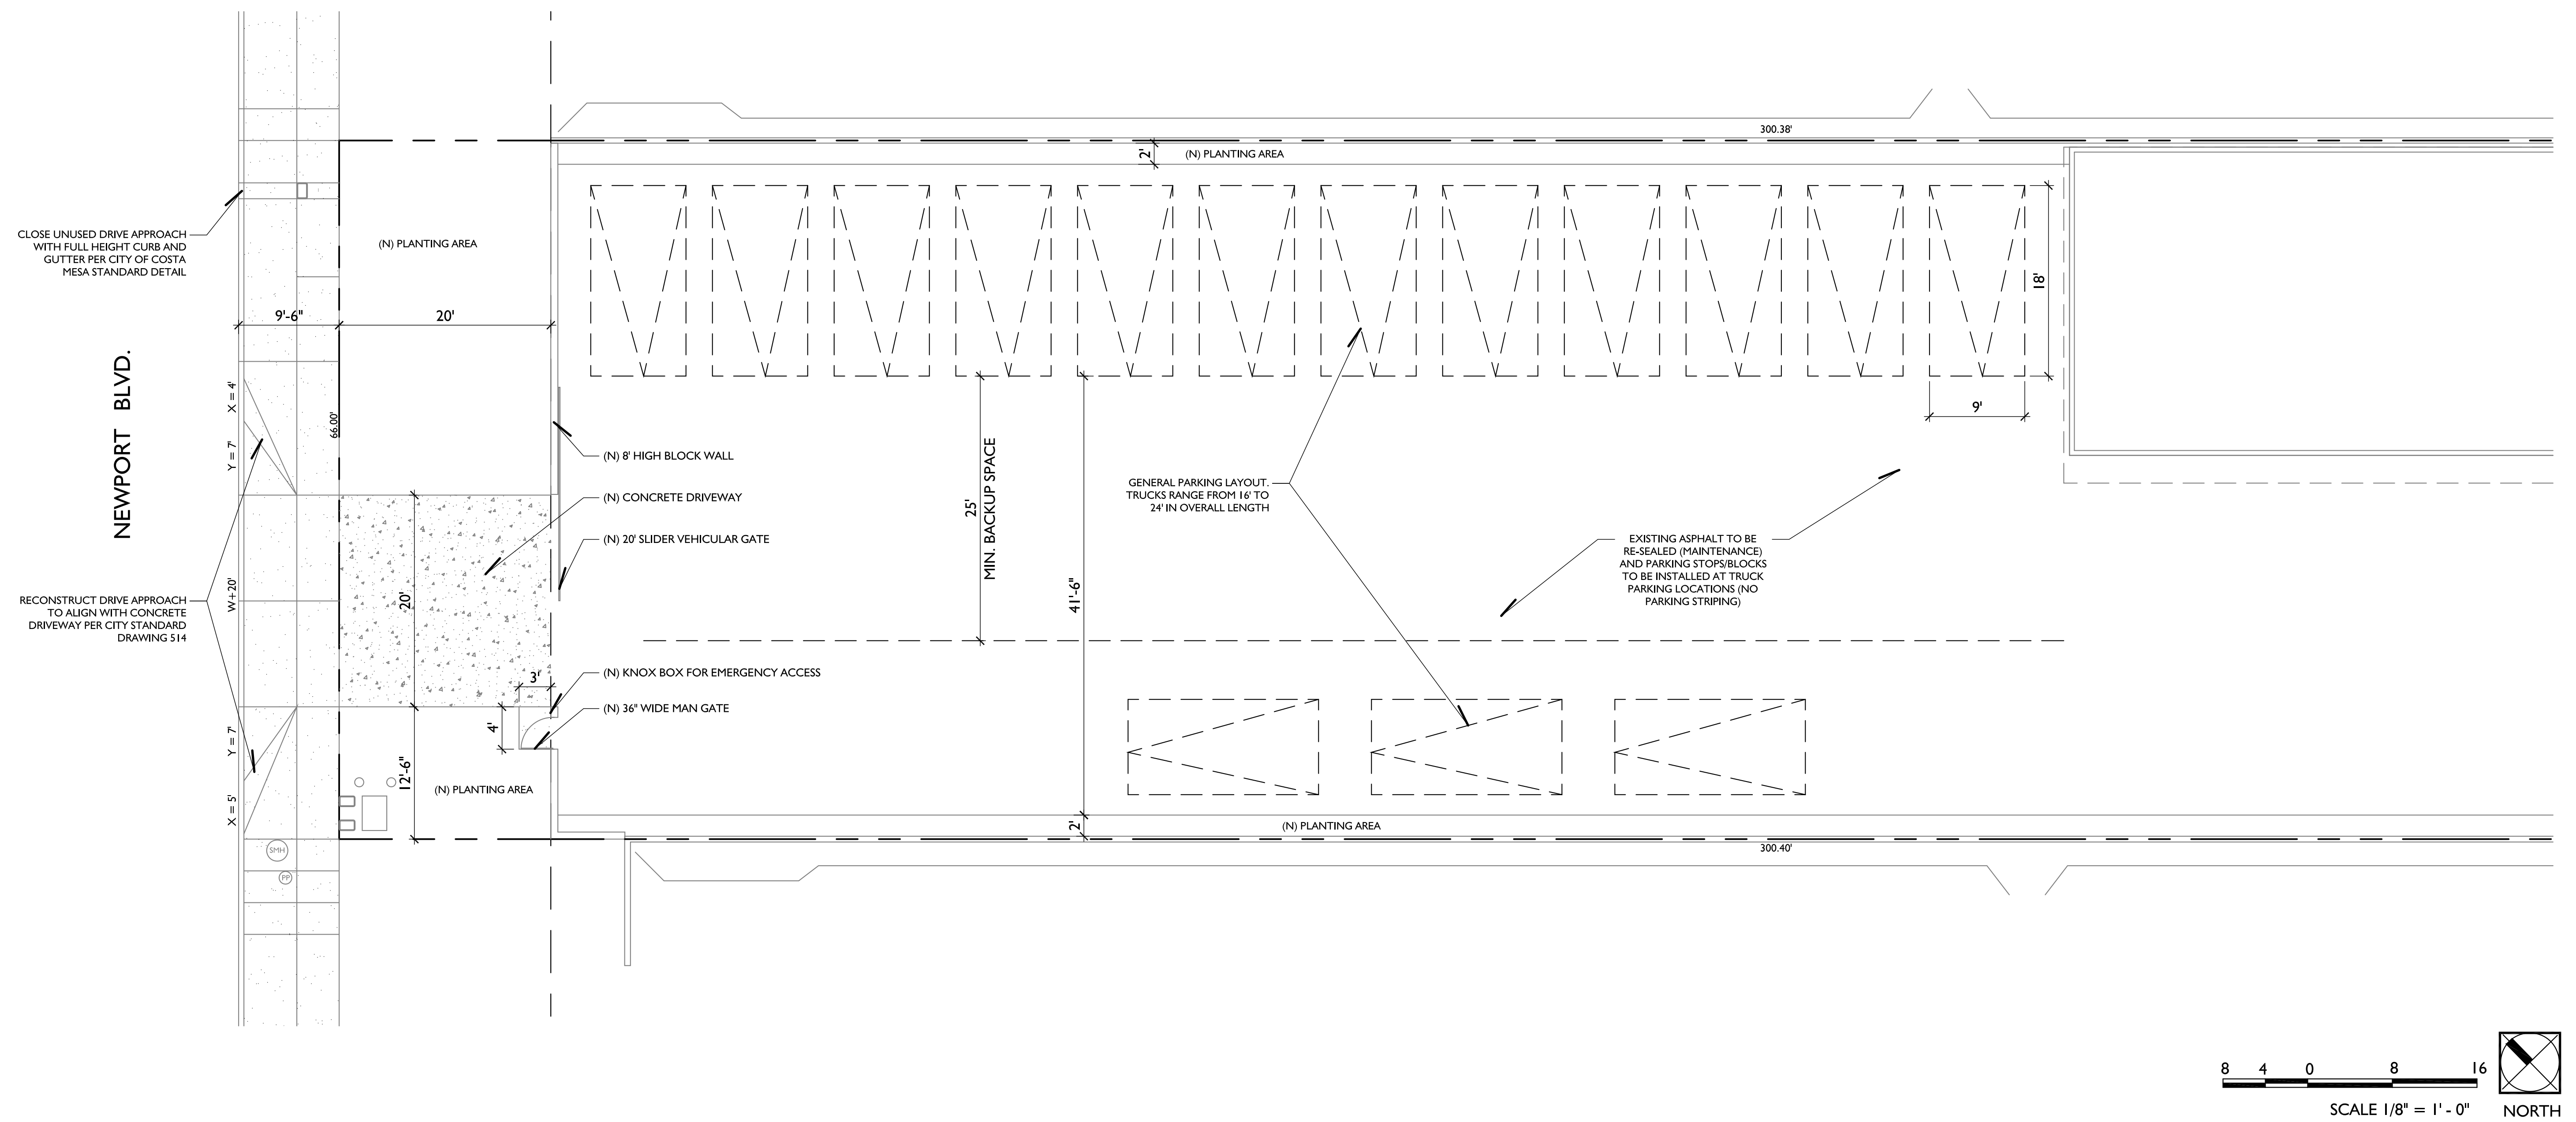 300.38'
2'
(N) PLANTING AREA
CLOSE UNUSED DRIVE APPROACH
WITH FULL HEIGHT CURB AND
GUTTER PER CITY OF COSTA
MESA STANDARD DETAIL
(N) PLANTING AREA
18'
9'-6"
20'
NEWPORT BLVD.
X = 4'
66.00'
Y = 7'
9'
(N) 8' HIGH BLOCK WALL
(N) CONCRETE DRIVEWAY
(N) 20' SLIDER VEHICULAR GATE
25'
MIN. BACKUP SPACE
GENERAL PARKING LAYOUT.
TRUCKS RANGE FROM 16' TO
24' IN OVERALL LENGTH
EXISTING ASPHALT TO BE
RE-SEALED (MAINTENANCE)
AND PARKING STOPS/BLOCKS
TO BE INSTALLED AT TRUCK
PARKING LOCATIONS (NO
PARKING STRIPING)
RECONSTRUCT DRIVE APPROACH
TO ALIGN WITH CONCRETE
DRIVEWAY PER CITY STANDARD
DRAWING 514
W+20'
20'
41'-6"
3'
(N) KNOX BOX FOR EMERGENCY ACCESS
(N) 36" WIDE MAN GATE
4'
Y = 7'
12'-6"
(N) PLANTING AREA
X = 5'
2'
(N) PLANTING AREA
300.40'
SMH
PP
8 4 0 8 16
SCALE 1/8" = 1' - 0"
NORTH